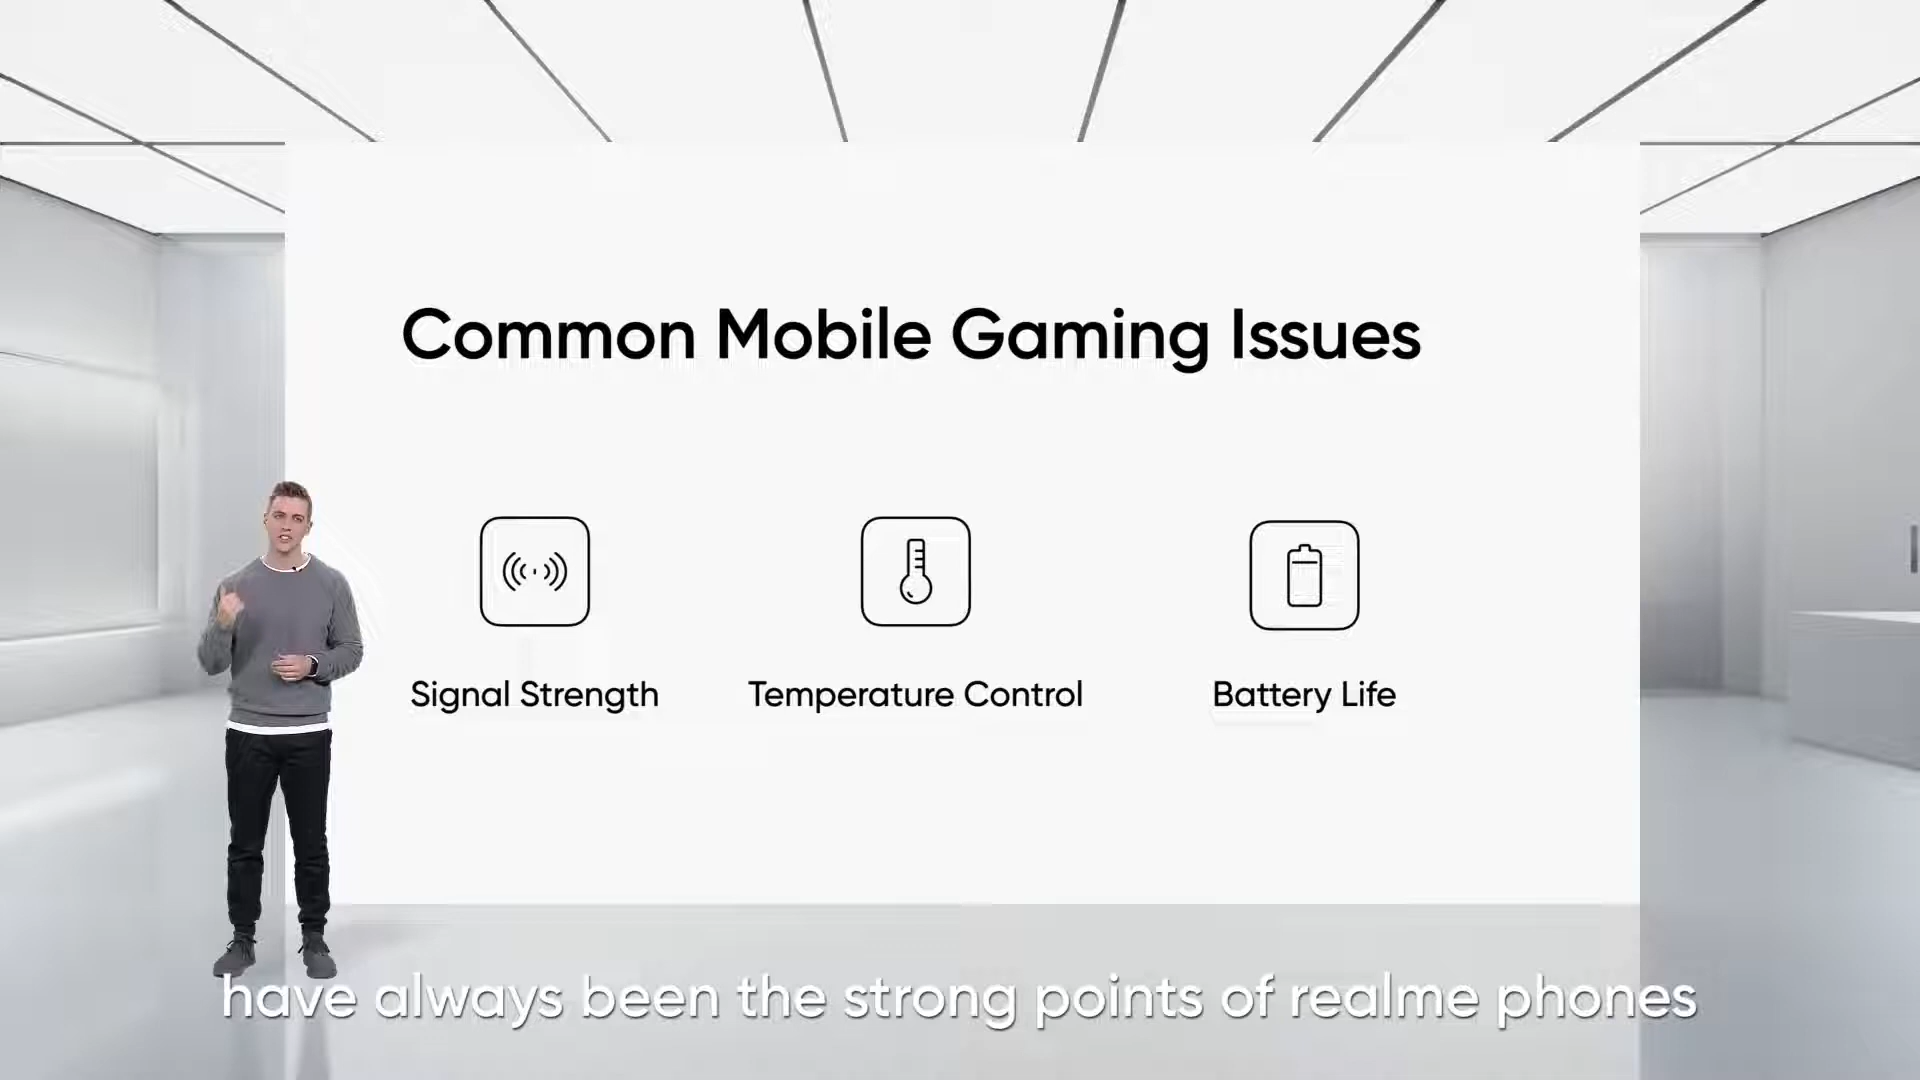 Common Mobile Gaming Issues
Signal Strength
Temperature Control
Battery Life
have always been the strong points of realme phones